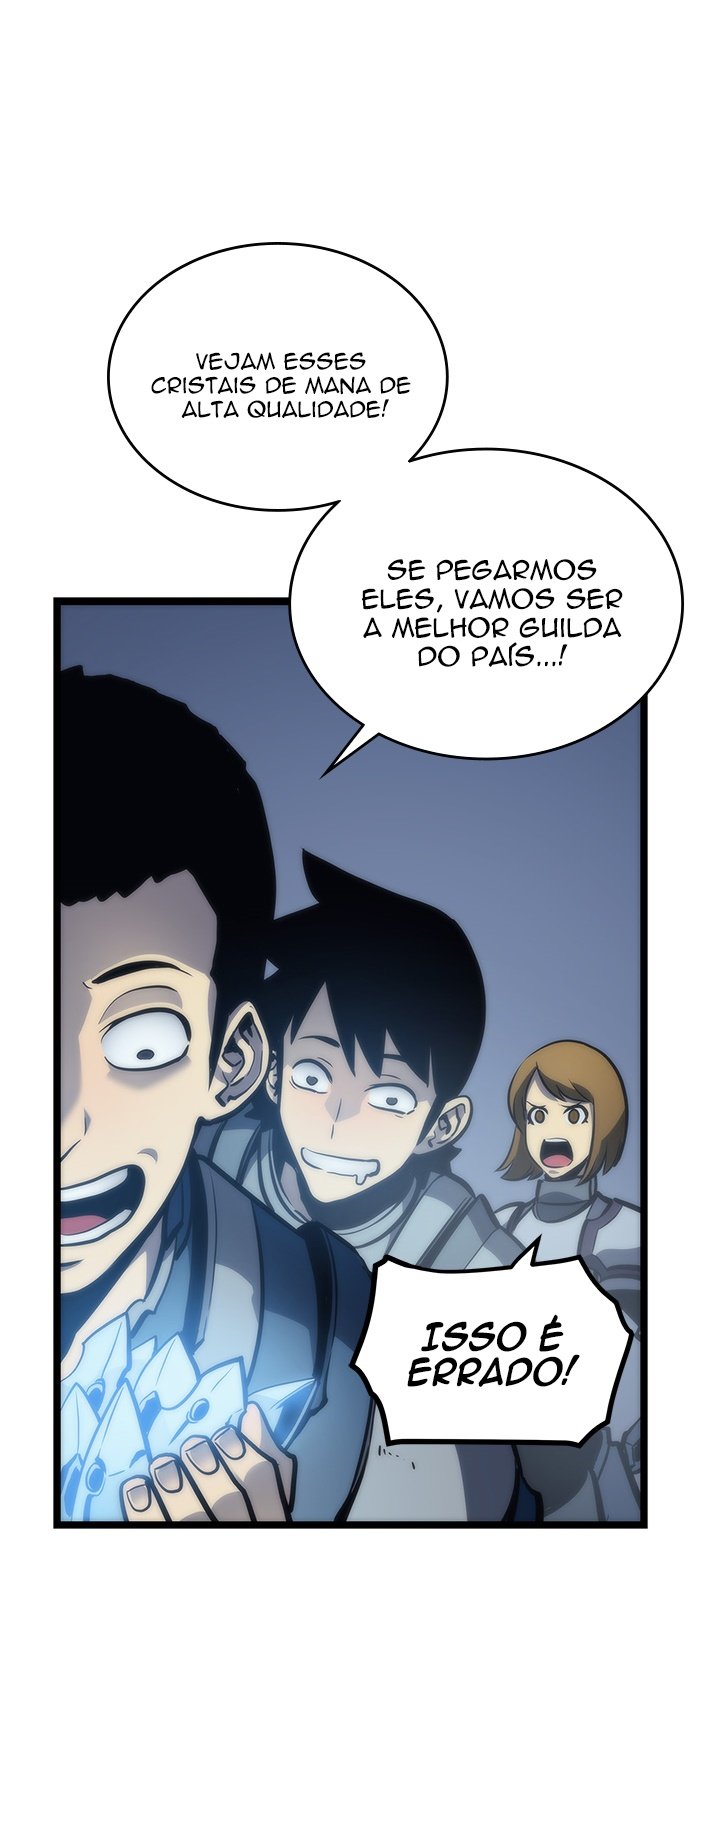 VEJAM ESSES
CRISTAIS DE MANA DE
ALTA QUALIDADE!
SE PEGARMOS
ELES, VAMOS SER
A MELHOR GUILDA
DO PAÍS...!
ISSO É
ERRADO!